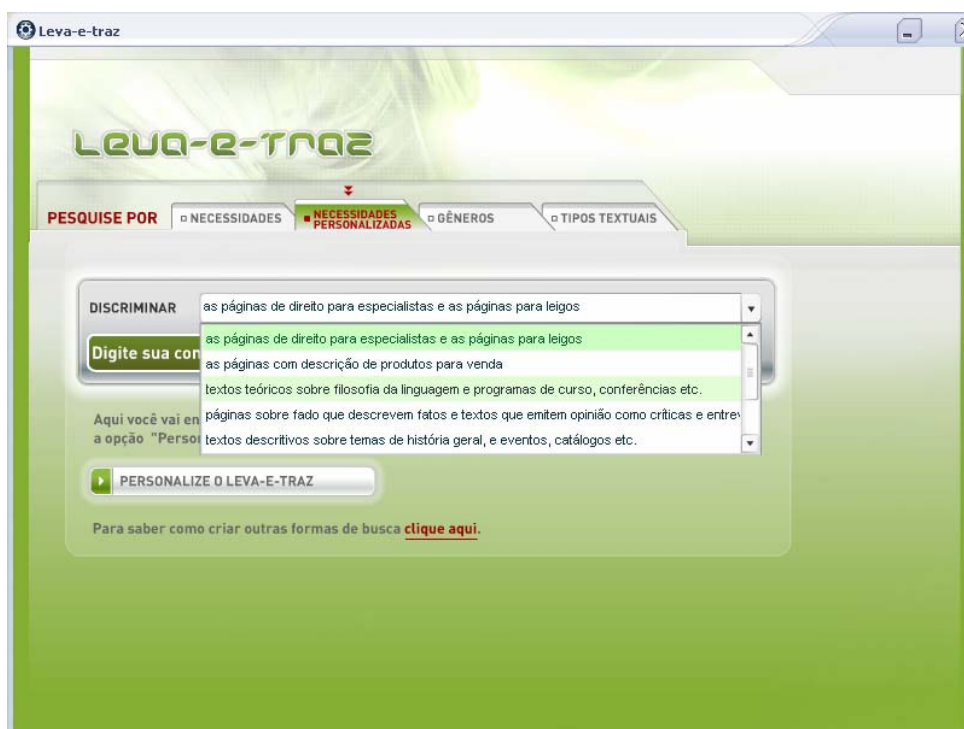 Leva-e-traz
Leva-e-Traz
PESQUISE POR NECESSIDADES NECESSIDADES PERSONALIZADAS GÊNEROS TIPOS TEXTUAIS
DISCRIMINAR as páginas de direito para especialistas e as páginas para leigos
as páginas de direito para especialistas e as páginas para leigos
Digite sua con
as páginas com descrição de produtos para venda
textos teóricos sobre filosofia da linguagem e programas de curso, conferências etc.
Aqui você vai en
páginas sobre fado que descrevem fatos e textos que emitem opinião como críticas e entrev
a opção "Perso
textos descritivos sobre temas de história geral, e eventos, catálogos etc.
PERSONALIZE O LEVA-E-TRAZ
Para saber como criar outras formas de busca clique aqui.